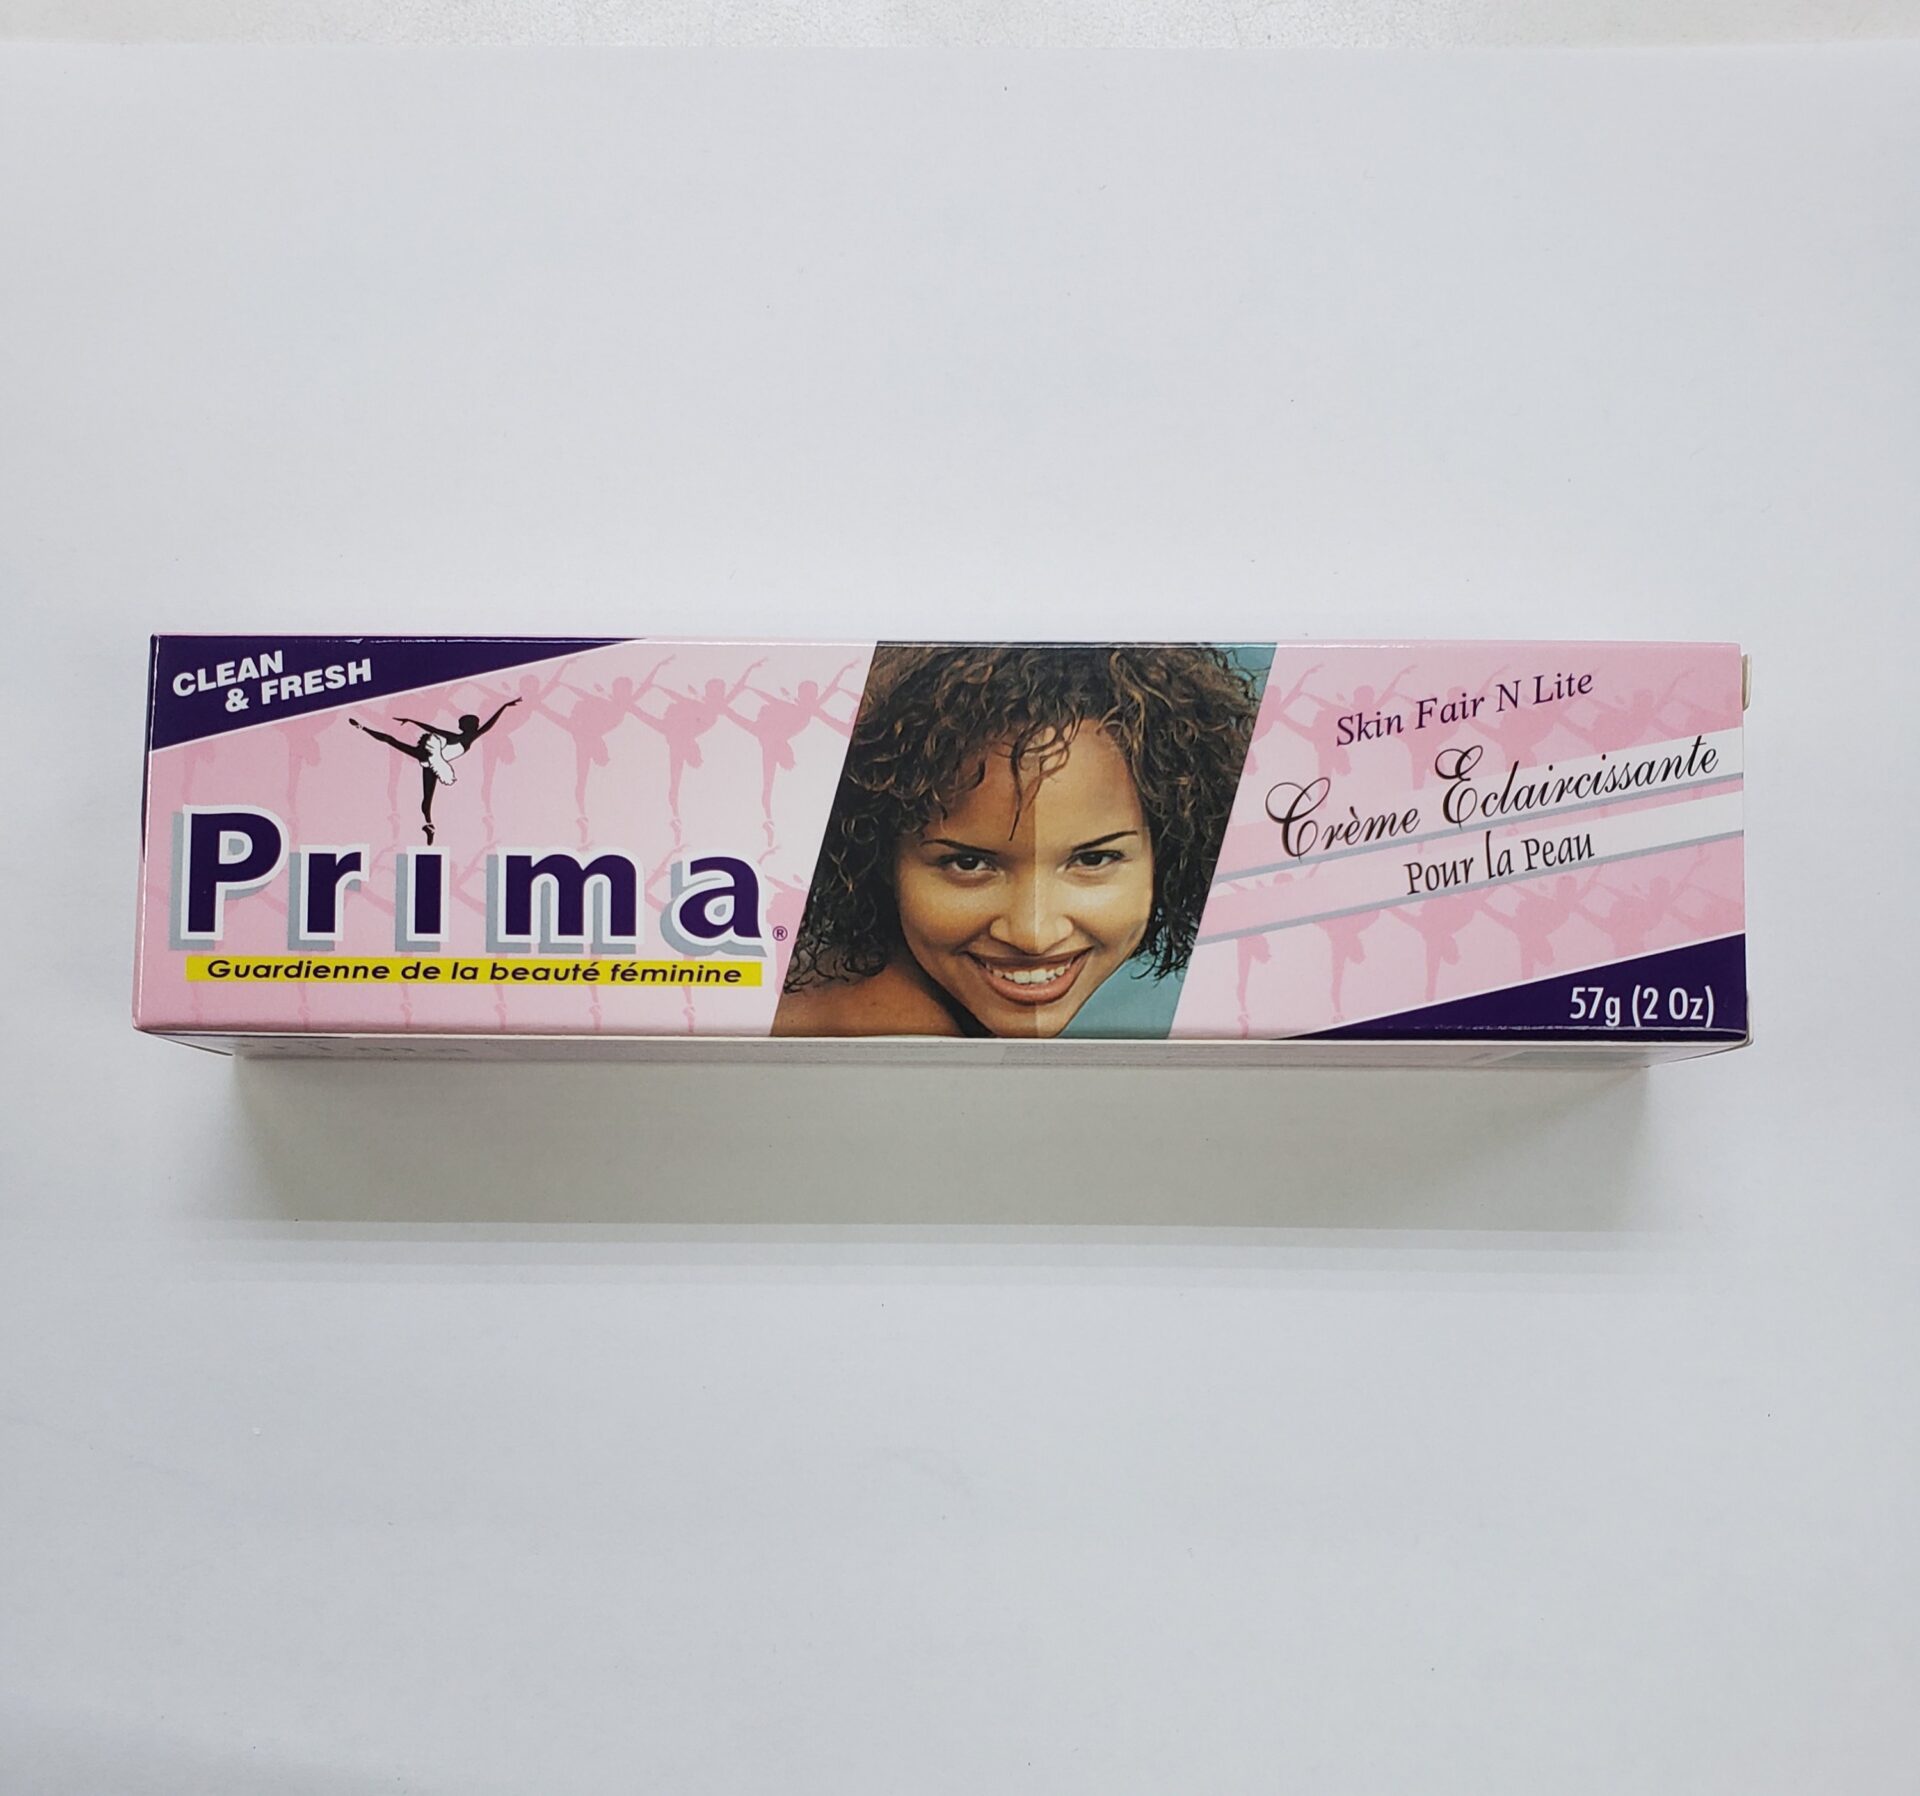 CLEAN
& FRESH
Prima®
Guardienne de la beauté féminine
Skin Fair N Lite
Crème Eclaircissante
Pour la Peau
57g (2 Oz)